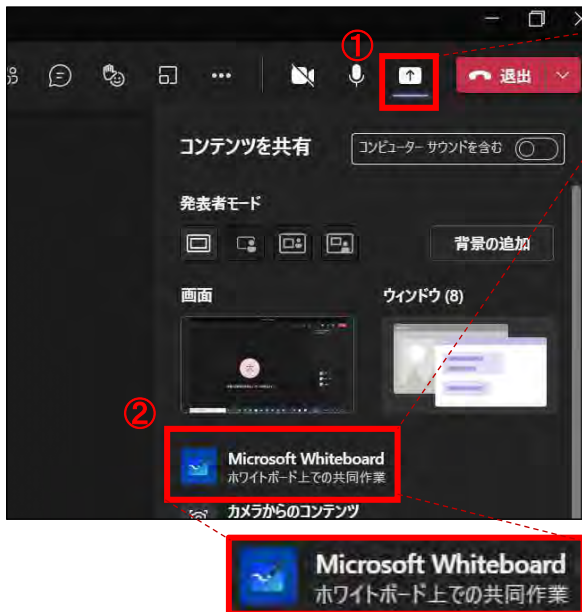 ①
退出
コンテンツを共有
コンピューター サウンドを含む
発表者モード
背景の追加
画面
ウィンドウ (8)
②
Microsoft Whiteboard
ホワイトボード上での共同作業
カメラからのコンテンツ
Microsoft Whiteboard
ホワイトボード上での共同作業